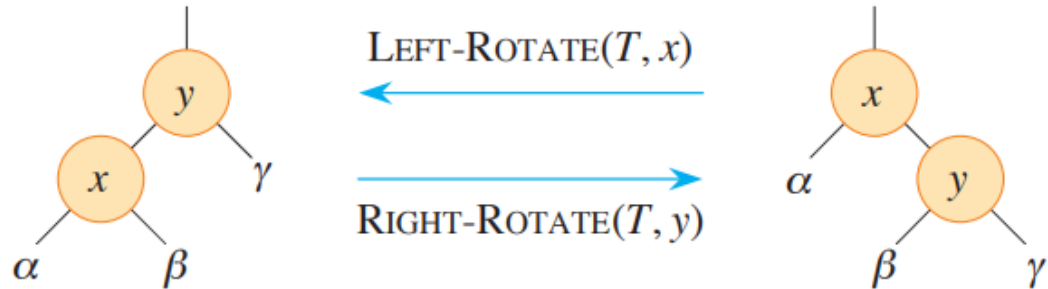 LEFT-ROTATE(T, x)
y
x
γ
α
β
RIGHT-ROTATE(T, y)
x
α
y
β
γ